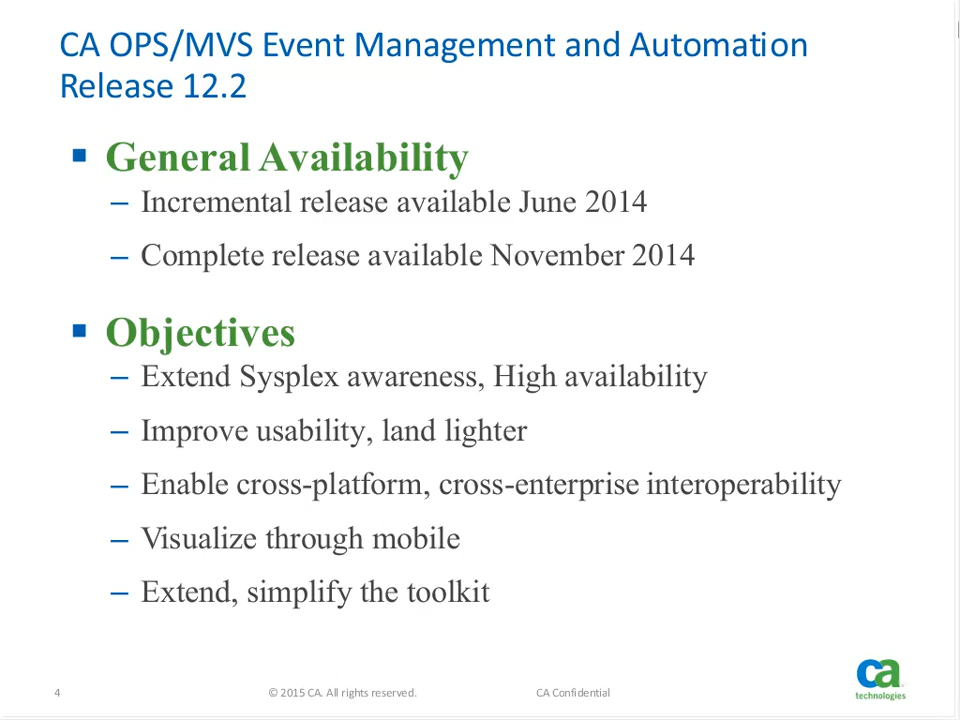 CA OPS/MVS Event Management and Automation
Release 12.2
▪ General Availability
– Incremental release available June 2014
– Complete release available November 2014
▪ Objectives
– Extend Sysplex awareness, High availability
– Improve usability, land lighter
– Enable cross-platform, cross-enterprise interoperability
– Visualize through mobile
– Extend, simplify the toolkit
4 © 2015 CA. All rights reserved. CA Confidential
ca
technologies